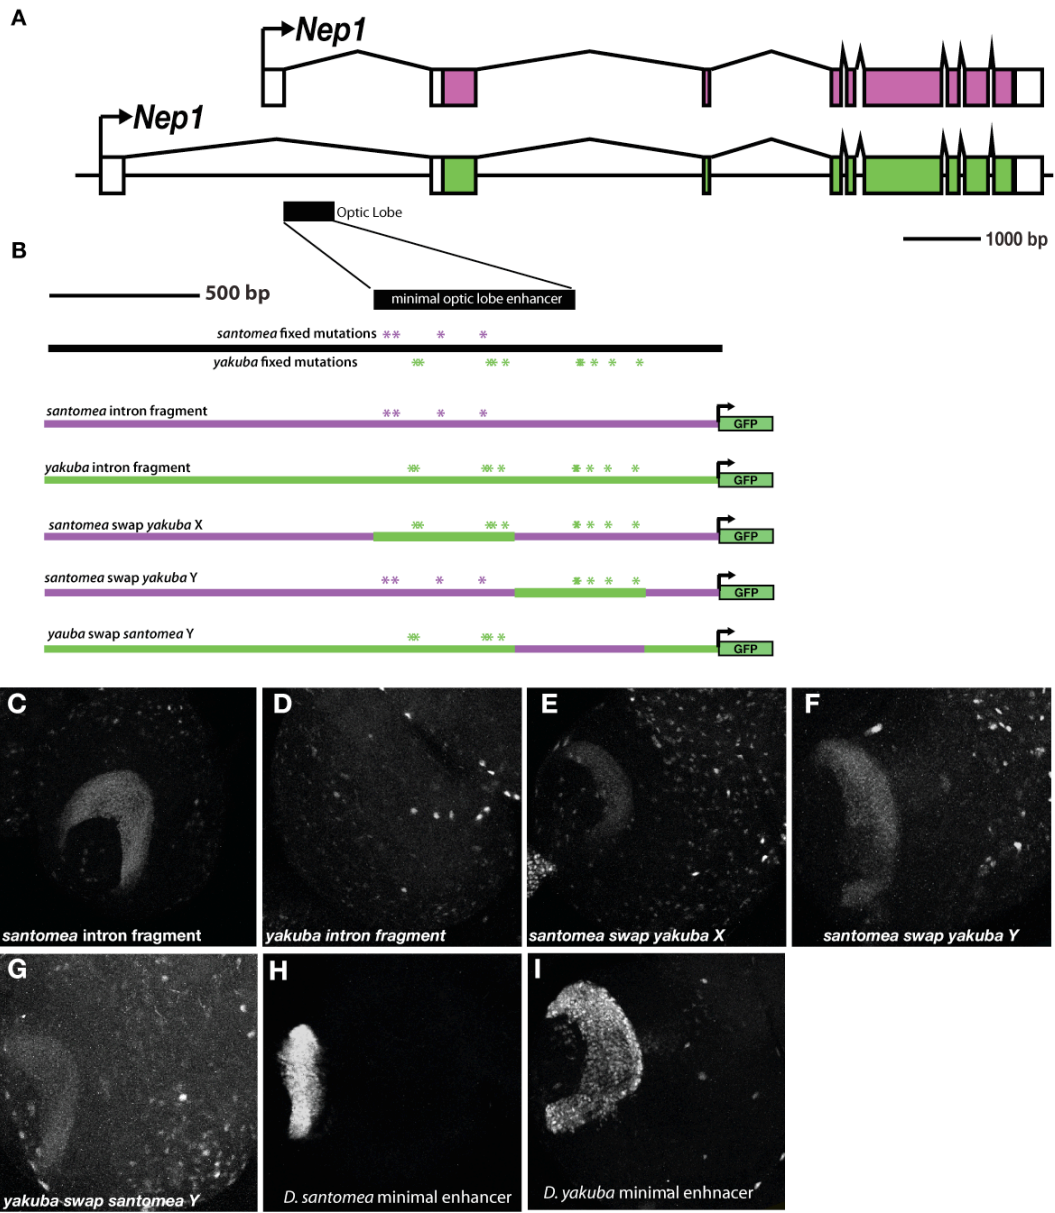 A
Nep1
Nep1
Optic Lobe
1000 bp
B
500 bp
minimal optic lobe enhancer
santomea fixed mutations ** * *
yakuba fixed mutations ** ** * ** * * *
santomea intron fragment ** * *
GFP
yakuba intron fragment ** ** * ** * * *
GFP
santomea swap yakuba X ** ** * ** * * *
GFP
santomea swap yakuba Y ** * * ** * * *
GFP
yauba swap santomea Y ** ** *
GFP
C
santomea intron fragment
D
yakuba intron fragment
E
santomea swap yakuba X
F
santomea swap yakuba Y
G
yakuba swap santomea Y
H
D. santomea minimal enhancer
I
D. yakuba minimal enhnacer